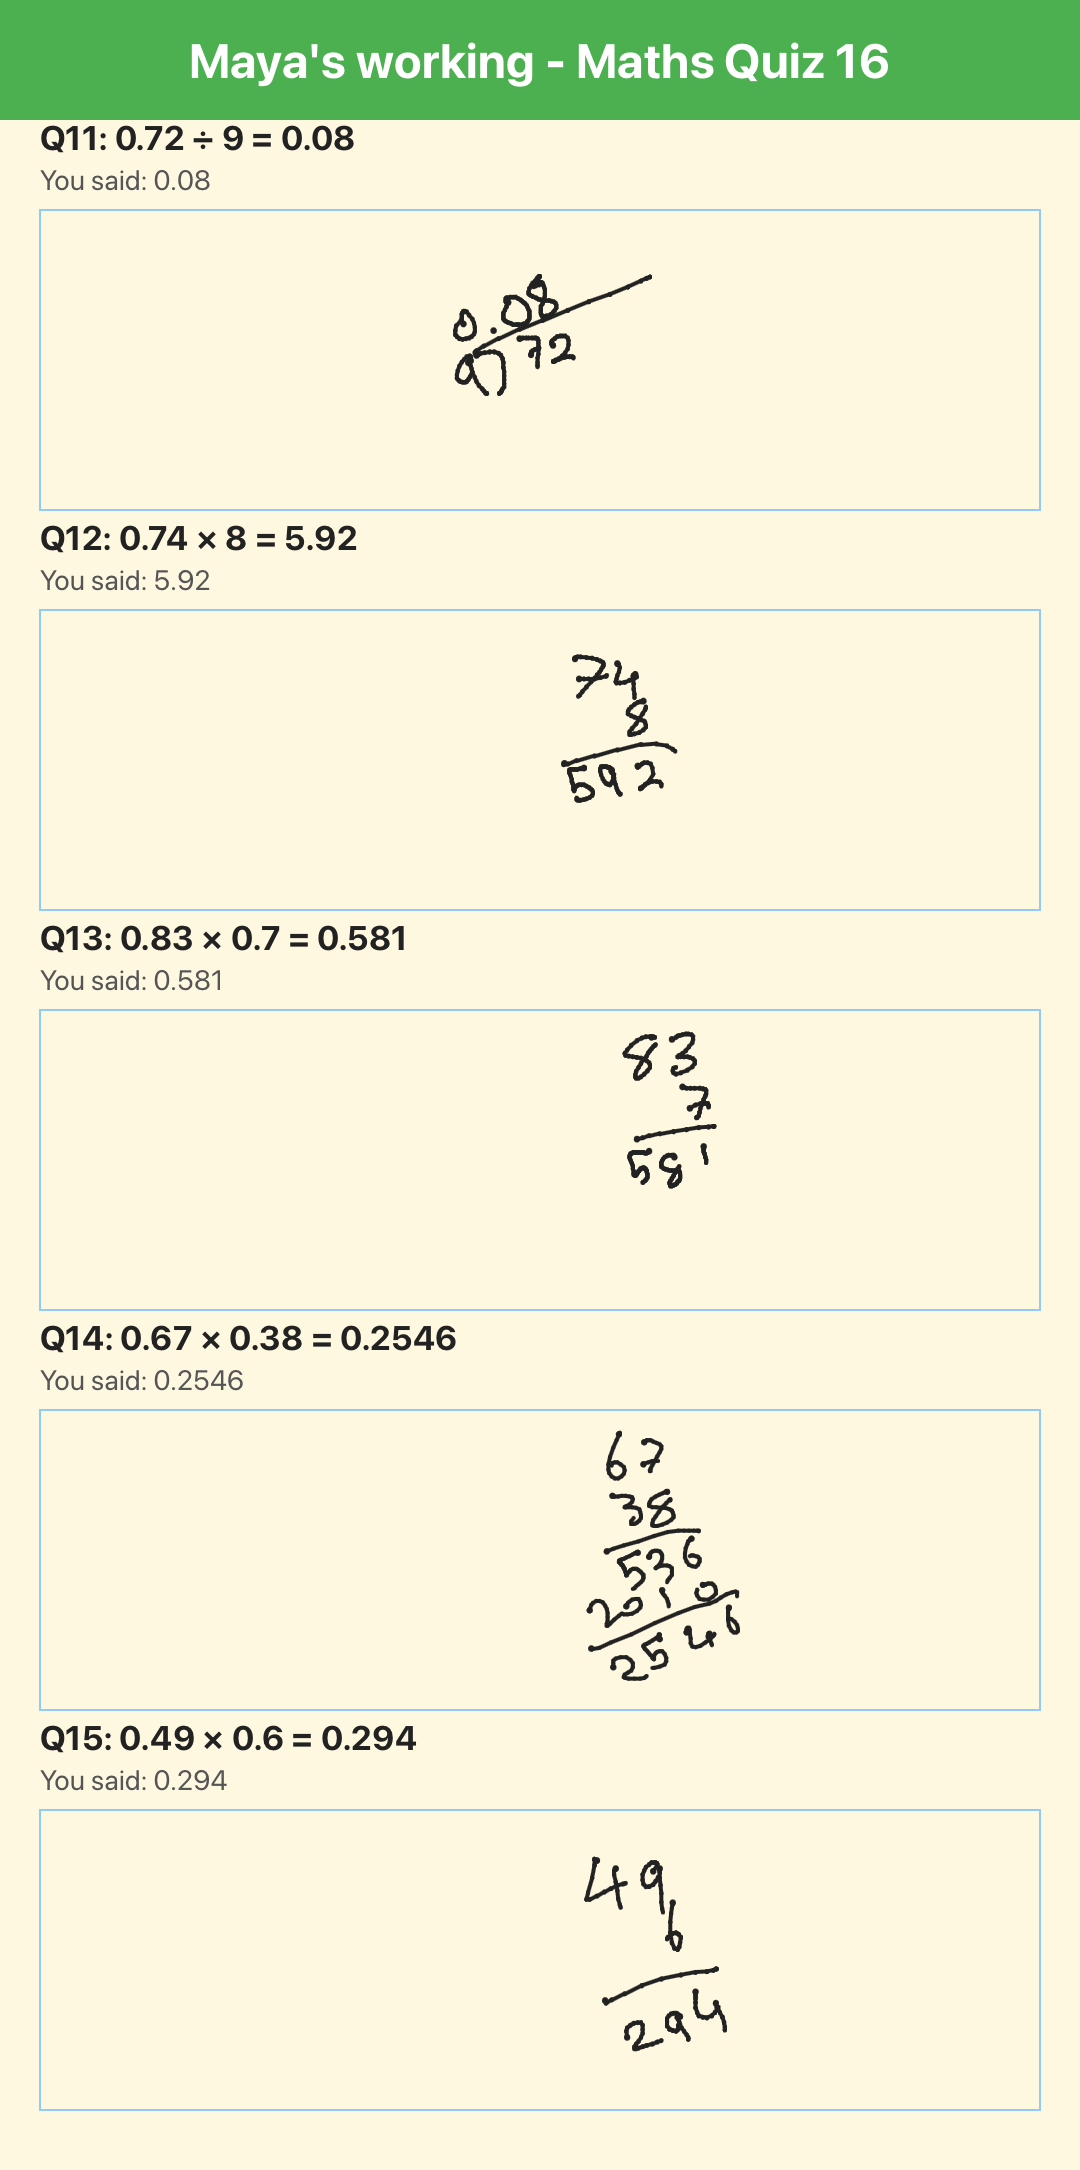 Maya's working - Maths Quiz 16
Q11: 0.72 ÷ 9 = 0.08
You said: 0.08
0.08
9)72
Q12: 0.74 × 8 = 5.92
You said: 5.92
74
8
592
Q13: 0.83 × 0.7 = 0.581
You said: 0.581
83
7
581
Q14: 0.67 × 0.38 = 0.2546
You said: 0.2546
67
38
536
2010
2546
Q15: 0.49 × 0.6 = 0.294
You said: 0.294
49
6
294